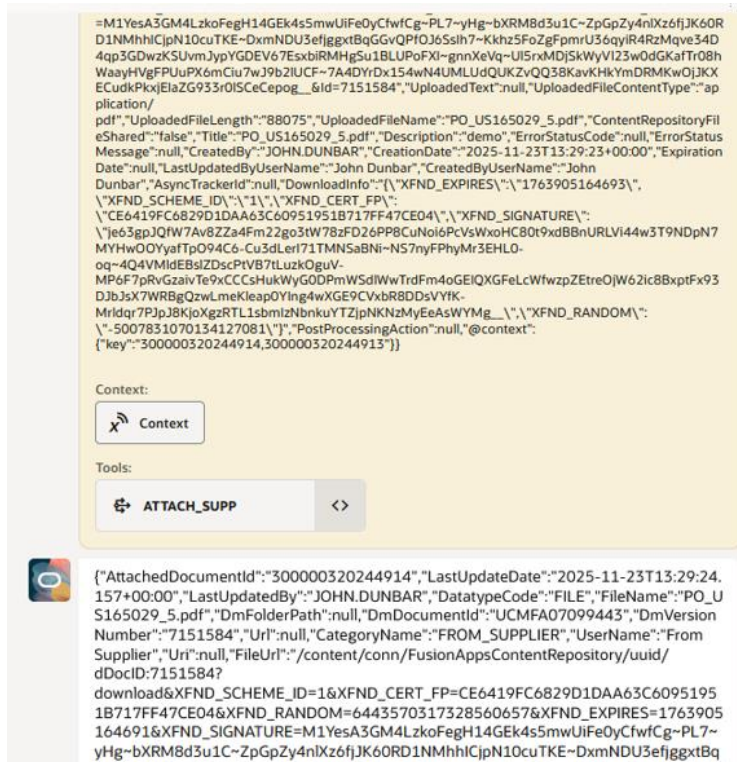 =M1YesA3GM4LzkoFegH14GEk4s5mwUiFe0yCfwfCg~PL7~yHg~bXRM8d3u1C~ZpGpZy4nlXz6fjJK60R
D1NMhhICjpN10cuTKE~DxmNDU3efjggxtBqGGvQPfOJ6Sslh7~Kkhz5FoZgFpmrU36qyiR4RzMqve34D
4qp3GDwzKSUvmJypYGDEV67EsxbiRMHgSu1BLUPoFXI~gnnXeVq~Ul5rxMDjSkWyVI23w0dGKafTr08h
WaayHVgFPUuPX6mCiu7wJ9b2lUCF~7A4DYrDx154wN4UMLUdQUKZvQQ38KavKHkYmDRMKwOjJKX
ECudkPkxjElaZG933r0lSCeCepog__&Id=7151584","UploadedText":null,"UploadedFileContentType":"ap
plication/
pdf","UploadedFileLength":"88075","UploadedFileName":"PO_US165029_5.pdf","ContentRepositoryFil
eShared":"false","Title":"PO_US165029_5.pdf","Description":"demo","ErrorStatusCode":null,"ErrorStatus
Message":null,"CreatedBy":"JOHN.DUNBAR","CreationDate":"2025-11-23T13:29:23+00:00","Expiration
Date":null,"LastUpdatedByUserName":"John Dunbar","CreatedByUserName":"John
Dunbar","AsyncTrackerId":null,"DownloadInfo":"{\"XFND_EXPIRES\":\"1763905164693\",
\"XFND_SCHEME_ID\":\"1\",\"XFND_CERT_FP\":
\"CE6419FC6829D1DAA63C60951951B717FF47CE04\",\"XFND_SIGNATURE\":
\"je63gpJQfW7Av8ZZa4Fm22go3tW78zFD26PP8CuNoi6PcVsWxoHC80t9xdBBnURLVi44w3T9NDpN7
MYHwOOYyafTpO94C6-Cu3dLerI71TMNSaBNi~NS7nyFPhyMr3EHL0-
oq~4Q4VMldEBslZDscPtVB7tLuzkOguV-
MP6F7pRvGzaivTe9xCCCsHukWyG0DPmWSdlWwTrdFm4oGElQXGFeLcWfwzpZEtreOjW62ic8BxptFx93
DJbJsX7WRBgQzwLmeKleap0Ylng4wXGE9CVxbR8DDsVYfK-
Mrldqr7PJpJ8KjoXgzRTL1sbmlzNbnkuYTZjpNKNzMyEeAsWYMg__\",\"XFND_RANDOM\":
\"-5007831070134127081\"}","PostProcessingAction":null,"@context":
{"key":"300000320244914,300000320244913"}}
Context:
Context
Tools:
ATTACH_SUPP <>
{"AttachedDocumentId":"300000320244914","LastUpdateDate":"2025-11-23T13:29:24.
157+00:00","LastUpdatedBy":"JOHN.DUNBAR","DatatypeCode":"FILE","FileName":"PO_U
S165029_5.pdf","DmFolderPath":null,"DmDocumentId":"UCMFA07099443","DmVersion
Number":"7151584","Url":null,"CategoryName":"FROM_SUPPLIER","UserName":"From
Supplier","Uri":null,"FileUrl":"/content/conn/FusionAppsContentRepository/uuid/
dDocID:7151584?
download&XFND_SCHEME_ID=1&XFND_CERT_FP=CE6419FC6829D1DAA63C6095195
1B717FF47CE04&XFND_RANDOM=6443570317328560657&XFND_EXPIRES=1763905
164691&XFND_SIGNATURE=M1YesA3GM4LzkoFegH14GEk4s5mwUiFe0yCfwfCg~PL7~
yHg~bXRM8d3u1C~ZpGpZy4nlXz6fjJK60RD1NMhhICjpN10cuTKE~DxmNDU3efjggxtBq